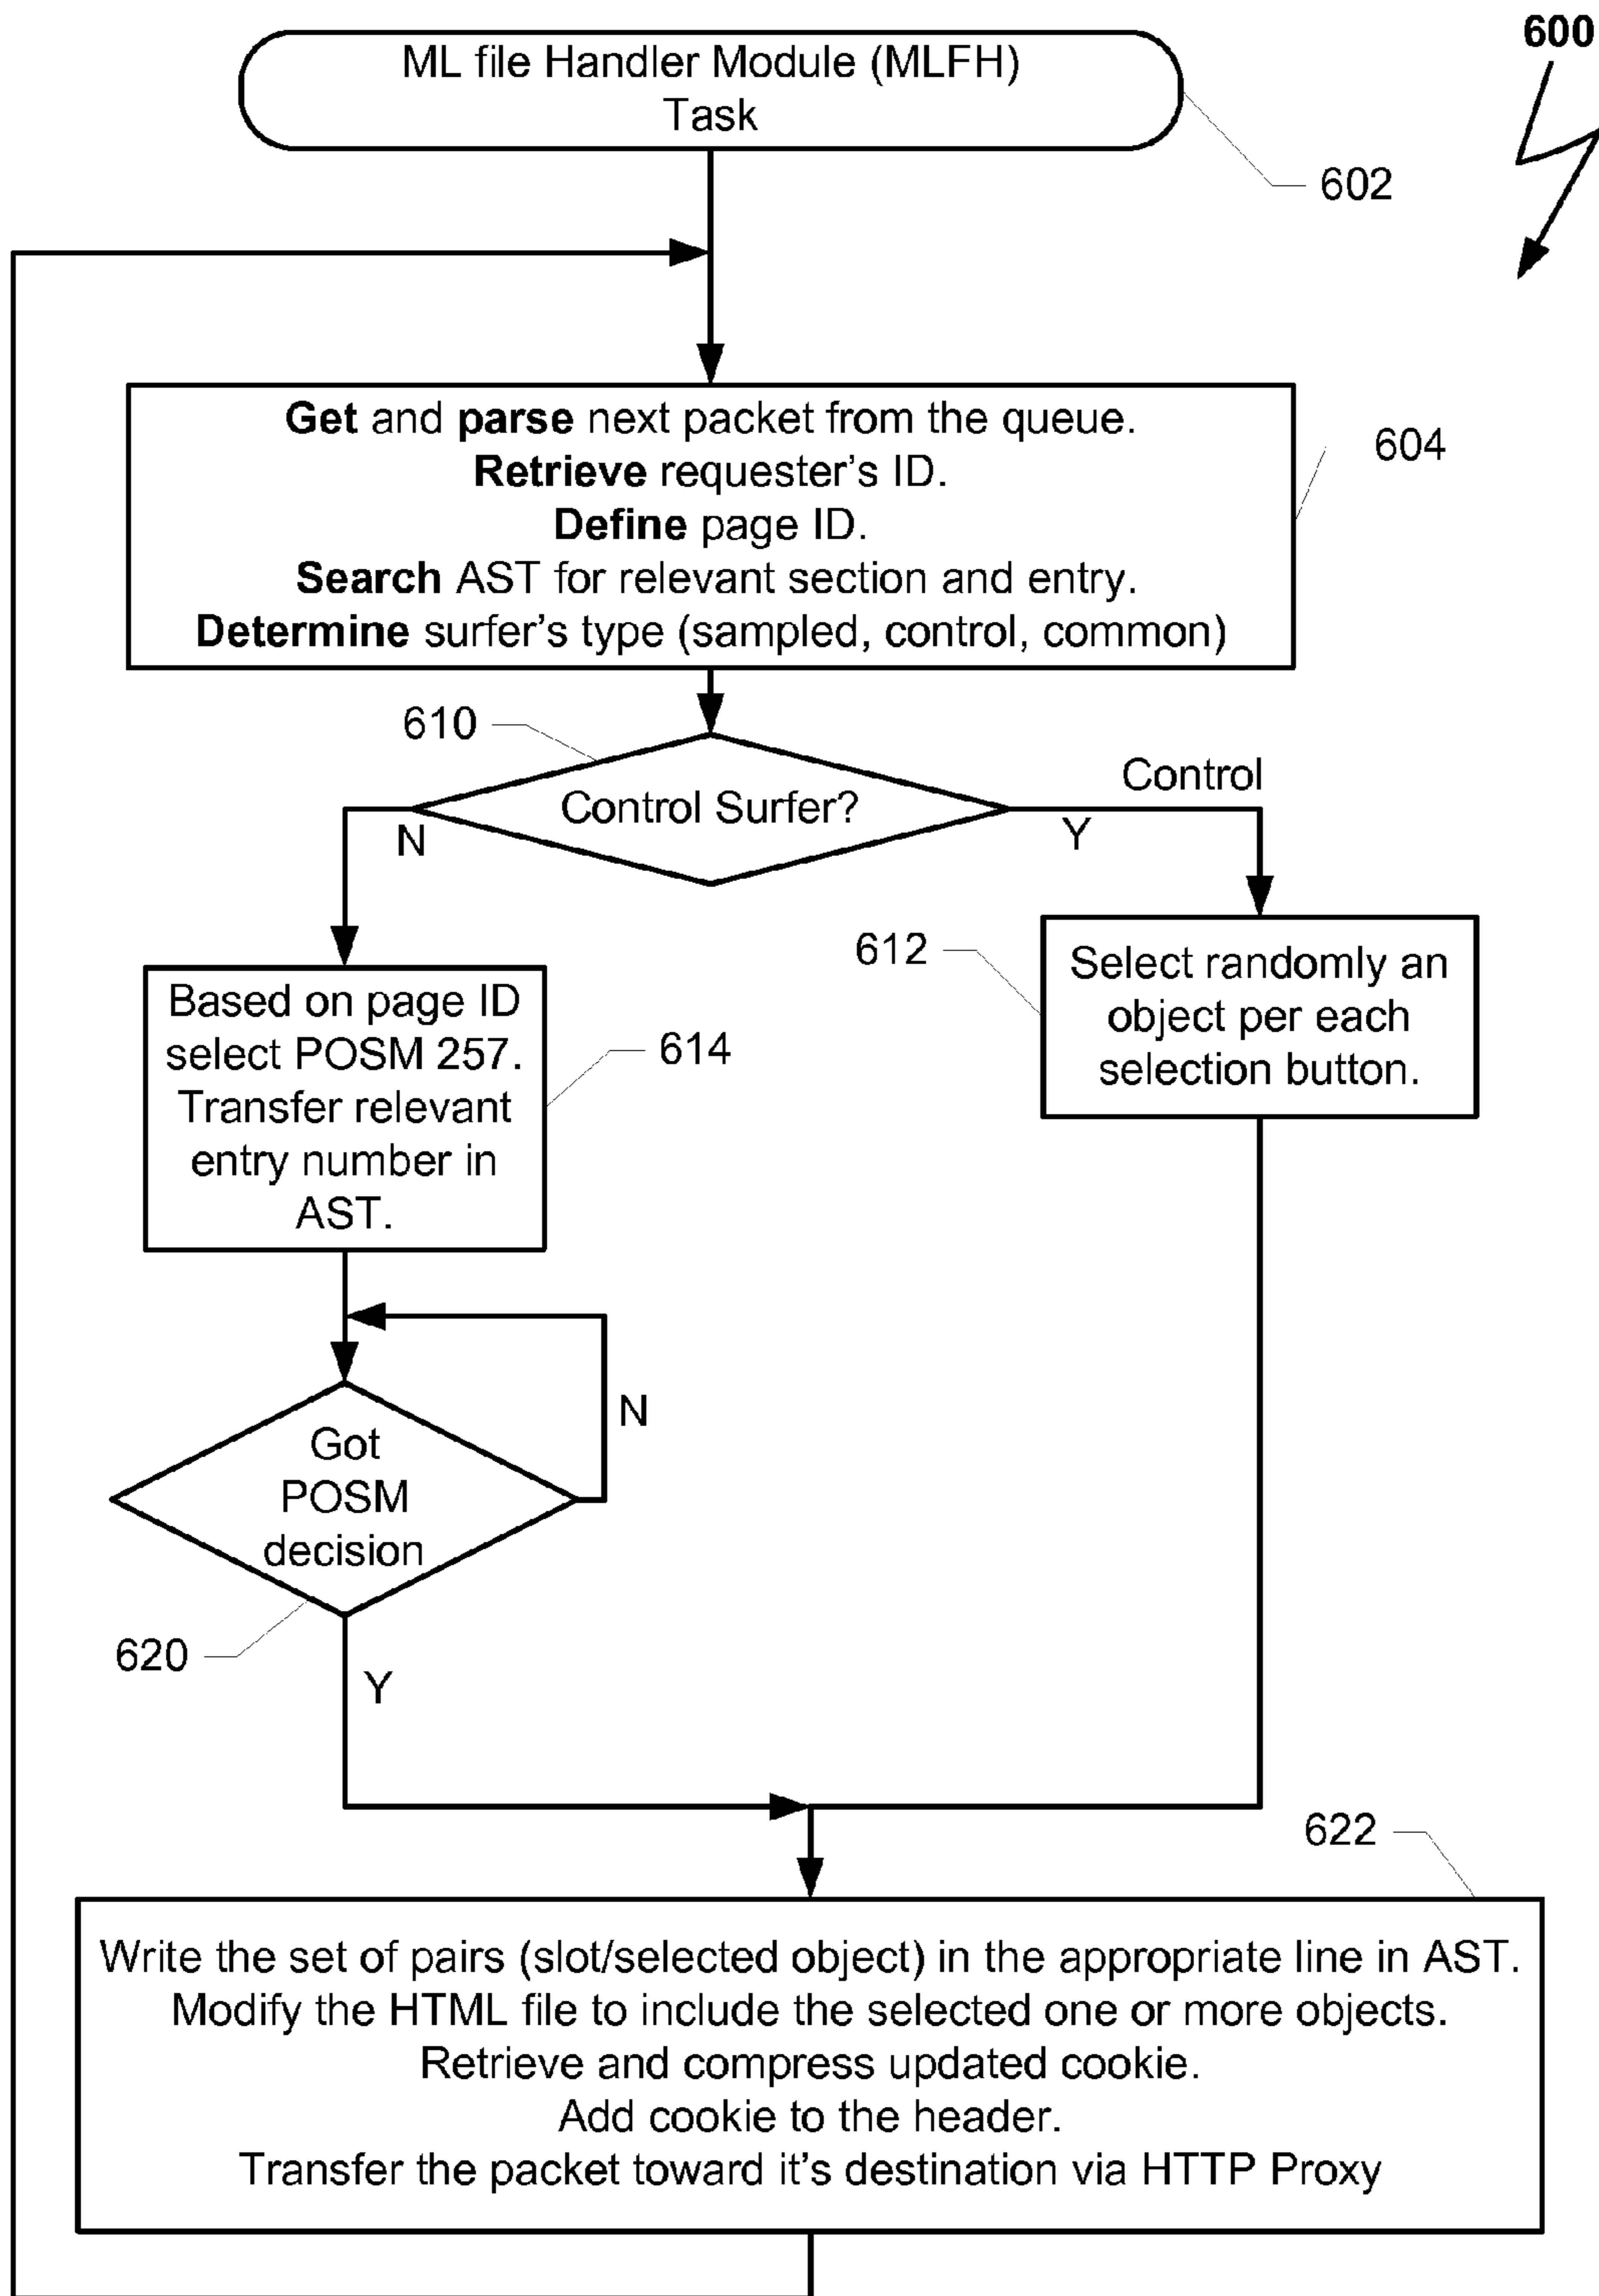 600
ML file Handler Module (MLFH)
Task
602
Get and parse next packet from the queue.
Retrieve requester's ID.
Define page ID.
Search AST for relevant section and entry.
Determine surfer's type (sampled, control, common)
604
610
Control Surfer?
Control
N
Y
612
Select randomly an
object per each
selection button.
Based on page ID
select POSM 257.
Transfer relevant
entry number in
AST.
614
Got
POSM
decision
N
620
Y
622
Write the set of pairs (slot/selected object) in the appropriate line in AST.
Modify the HTML file to include the selected one or more objects.
Retrieve and compress updated cookie.
Add cookie to the header.
Transfer the packet toward it's destination via HTTP Proxy